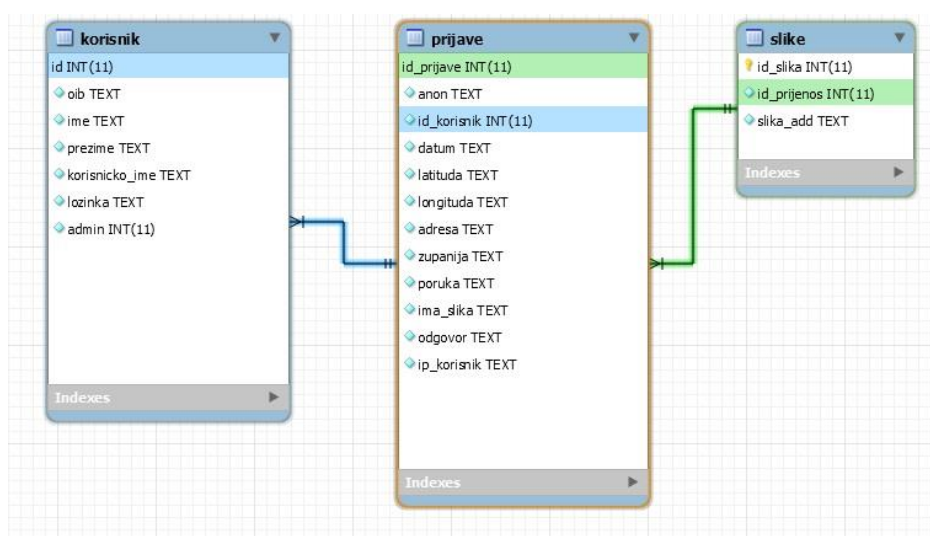 korisnik
id INT(11)
oib TEXT
ime TEXT
prezime TEXT
korisnicko_ime TEXT
lozinka TEXT
admin INT(11)
Indexes
prijave
id_prijave INT(11)
anon TEXT
id_korisnik INT(11)
datum TEXT
latituda TEXT
longituda TEXT
adresa TEXT
zupanija TEXT
poruka TEXT
ima_slika TEXT
odgovor TEXT
ip_korisnik TEXT
Indexes
slike
id_slika INT(11)
id_prijenos INT(11)
slika_add TEXT
Indexes